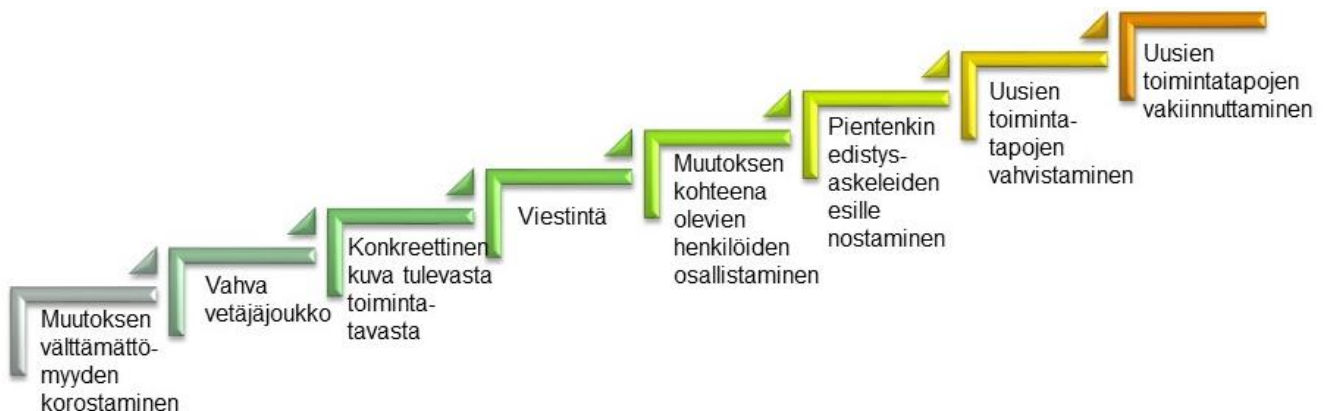 Muutoksen
välttämättö-
myyden
korostaminen
Vahva
vetäjäjoukko
Konkreettinen
kuva tulevasta
toiminta-
tavasta
Viestintä
Muutoksen
kohteena
olevien
henkilöiden
osallistaminen
Pientenkin
edistys-
askeleiden
esille
nostaminen
Uusien
toiminta-
tapojen
vahvistaminen
Uusien
toimintatapojen
vakiinnuttaminen